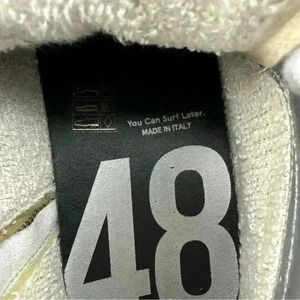 You Can Surf Later.
MADE IN ITALY
48